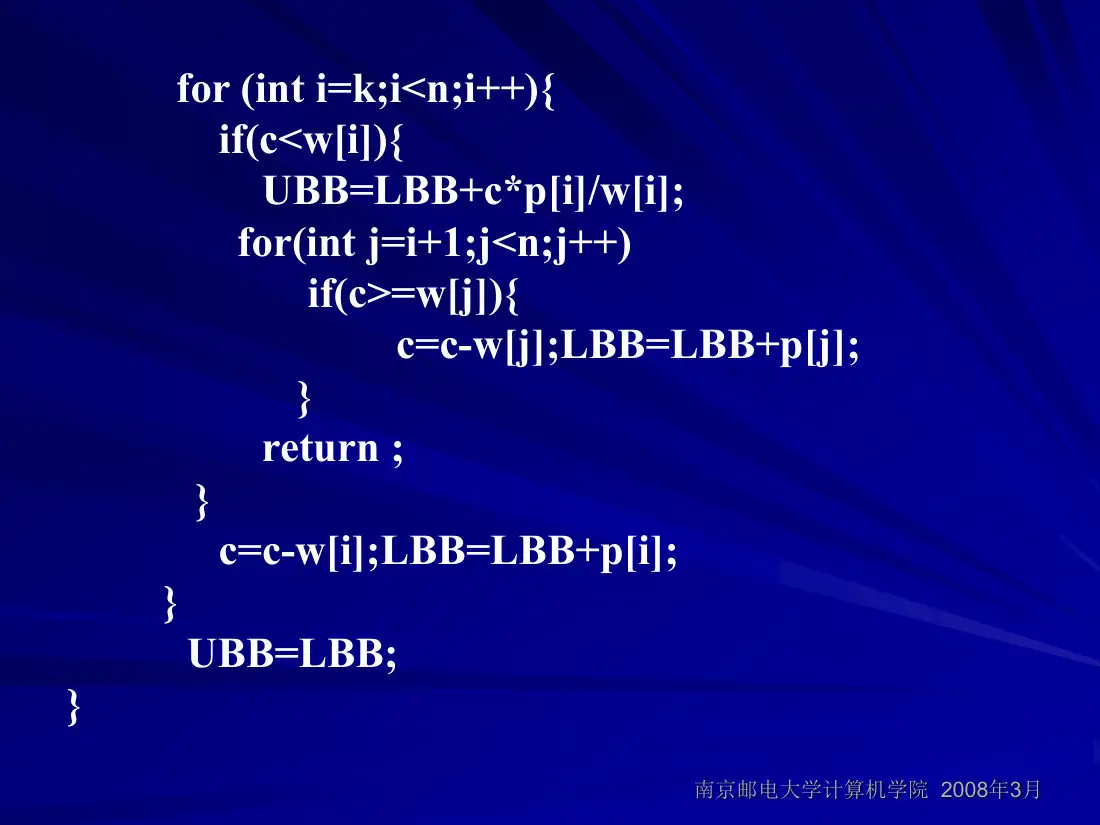 for (int i=k;i<n;i++){
if(c<w[i]){
UBB=LBB+c*p[i]/w[i];
for(int j=i+1;j<n;j++)
if(c>=w[j]){
c=c-w[j];LBB=LBB+p[j];
}
return ;
}
c=c-w[i];LBB=LBB+p[i];
}
UBB=LBB;
}
南京邮电大学计算机学院 2008年3月